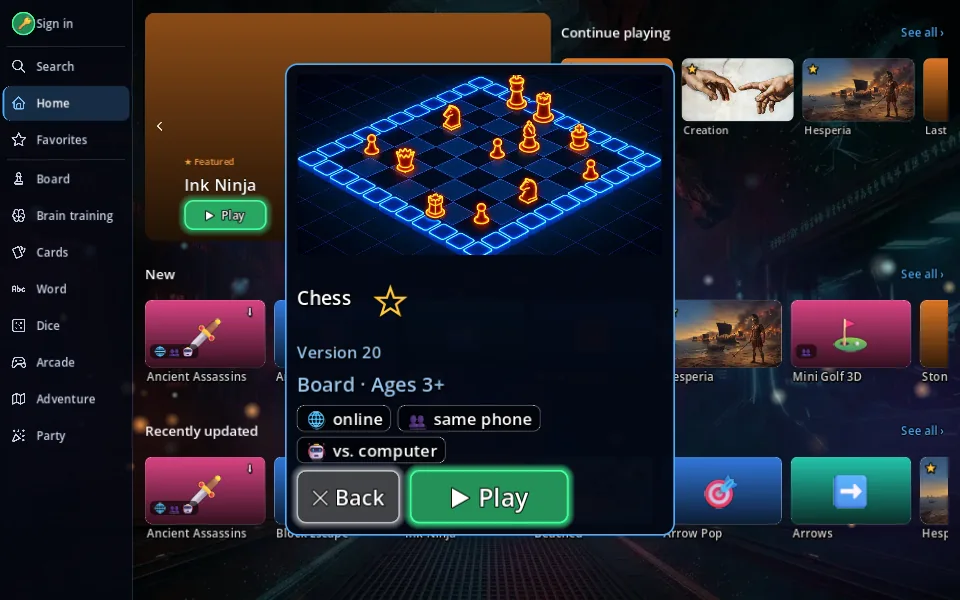 Sign in
Search
Home
Favorites
Board
Brain training
Cards
Abc Word
Dice
Arcade
Adventure
Party
★ Featured
Ink Ninja
Play
Continue playing
See all ›
Creation
Hesperia
Last
New
See all ›
Ancient Assassins
esperia
Mini Golf 3D
Ston
Recently updated
See all ›
Ancient Assassins
Arrow Pop
Arrows
Hesp
Chess
Version 20
Board · Ages 3+
online
same phone
vs. computer
Back
Play